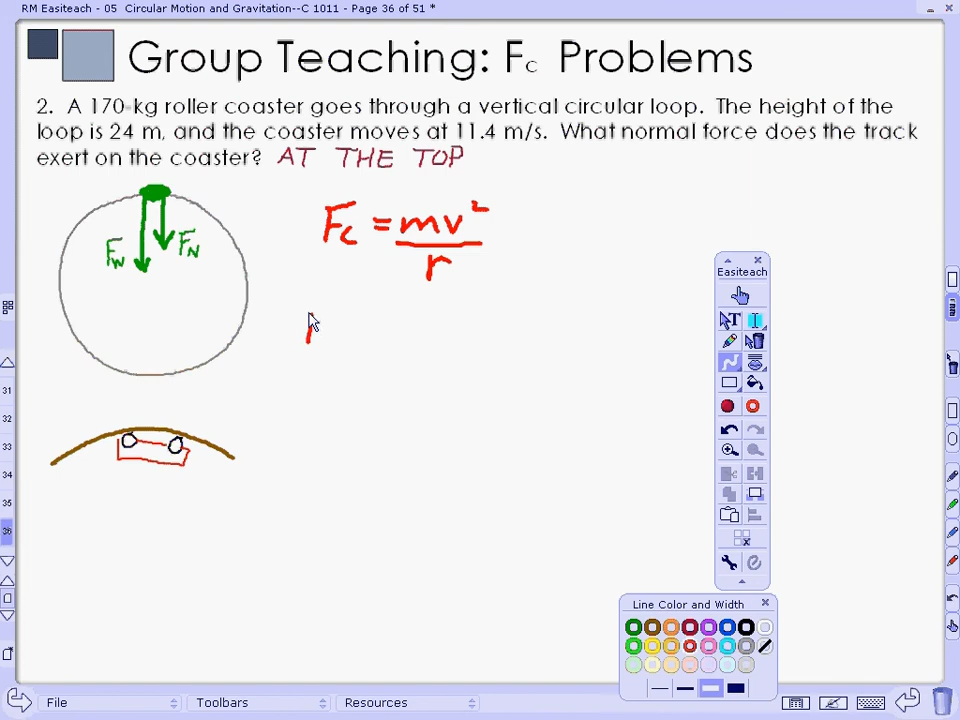 RM Easiteach - 05 Circular Motion and Gravitation--C 1011 - Page 36 of 51 *
Group Teaching: Fc Problems
2. A 170-kg roller coaster goes through a vertical circular loop. The height of the
loop is 24 m, and the coaster moves at 11.4 m/s. What normal force does the track
exert on the coaster? AT THE TOP
Fc = mv²
r
Fw FN
Easiteach
T
31
32
33
34
35
36
Line Color and Width
File Toolbars Resources